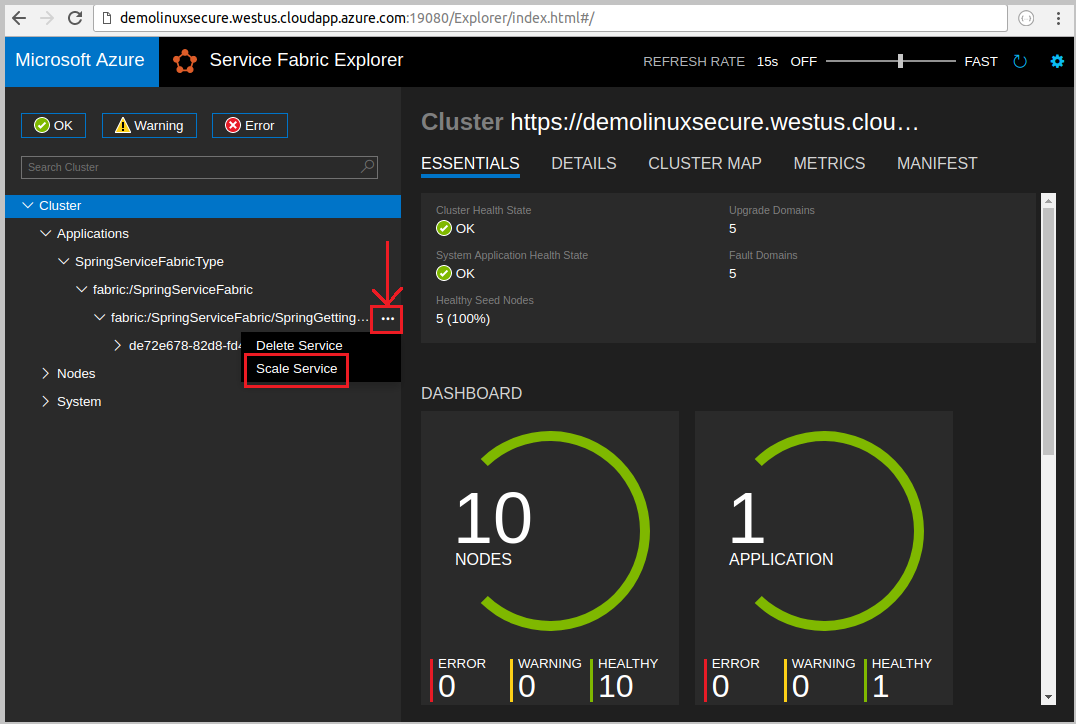 demolinuxsecure.westus.cloudapp.azure.com:19080/Explorer/index.html#/
Microsoft Azure
Service Fabric Explorer
REFRESH RATE 15s OFF FAST
OK
Warning
Error
Search Cluster
Cluster
Applications
SpringServiceFabricType
fabric:/SpringServiceFabric
fabric:/SpringServiceFabric/SpringGetting...
de72e678-82d8-fd4
Delete Service
Scale Service
Nodes
System
Cluster https://demolinuxsecure.westus.clou...
ESSENTIALS DETAILS CLUSTER MAP METRICS MANIFEST
Cluster Health State
OK
System Application Health State
OK
Healthy Seed Nodes
5 (100%)
Upgrade Domains
5
Fault Domains
5
DASHBOARD
10
NODES
ERROR WARNING HEALTHY
0 0 10
1
APPLICATION
ERROR WARNING HEALTHY
0 0 1